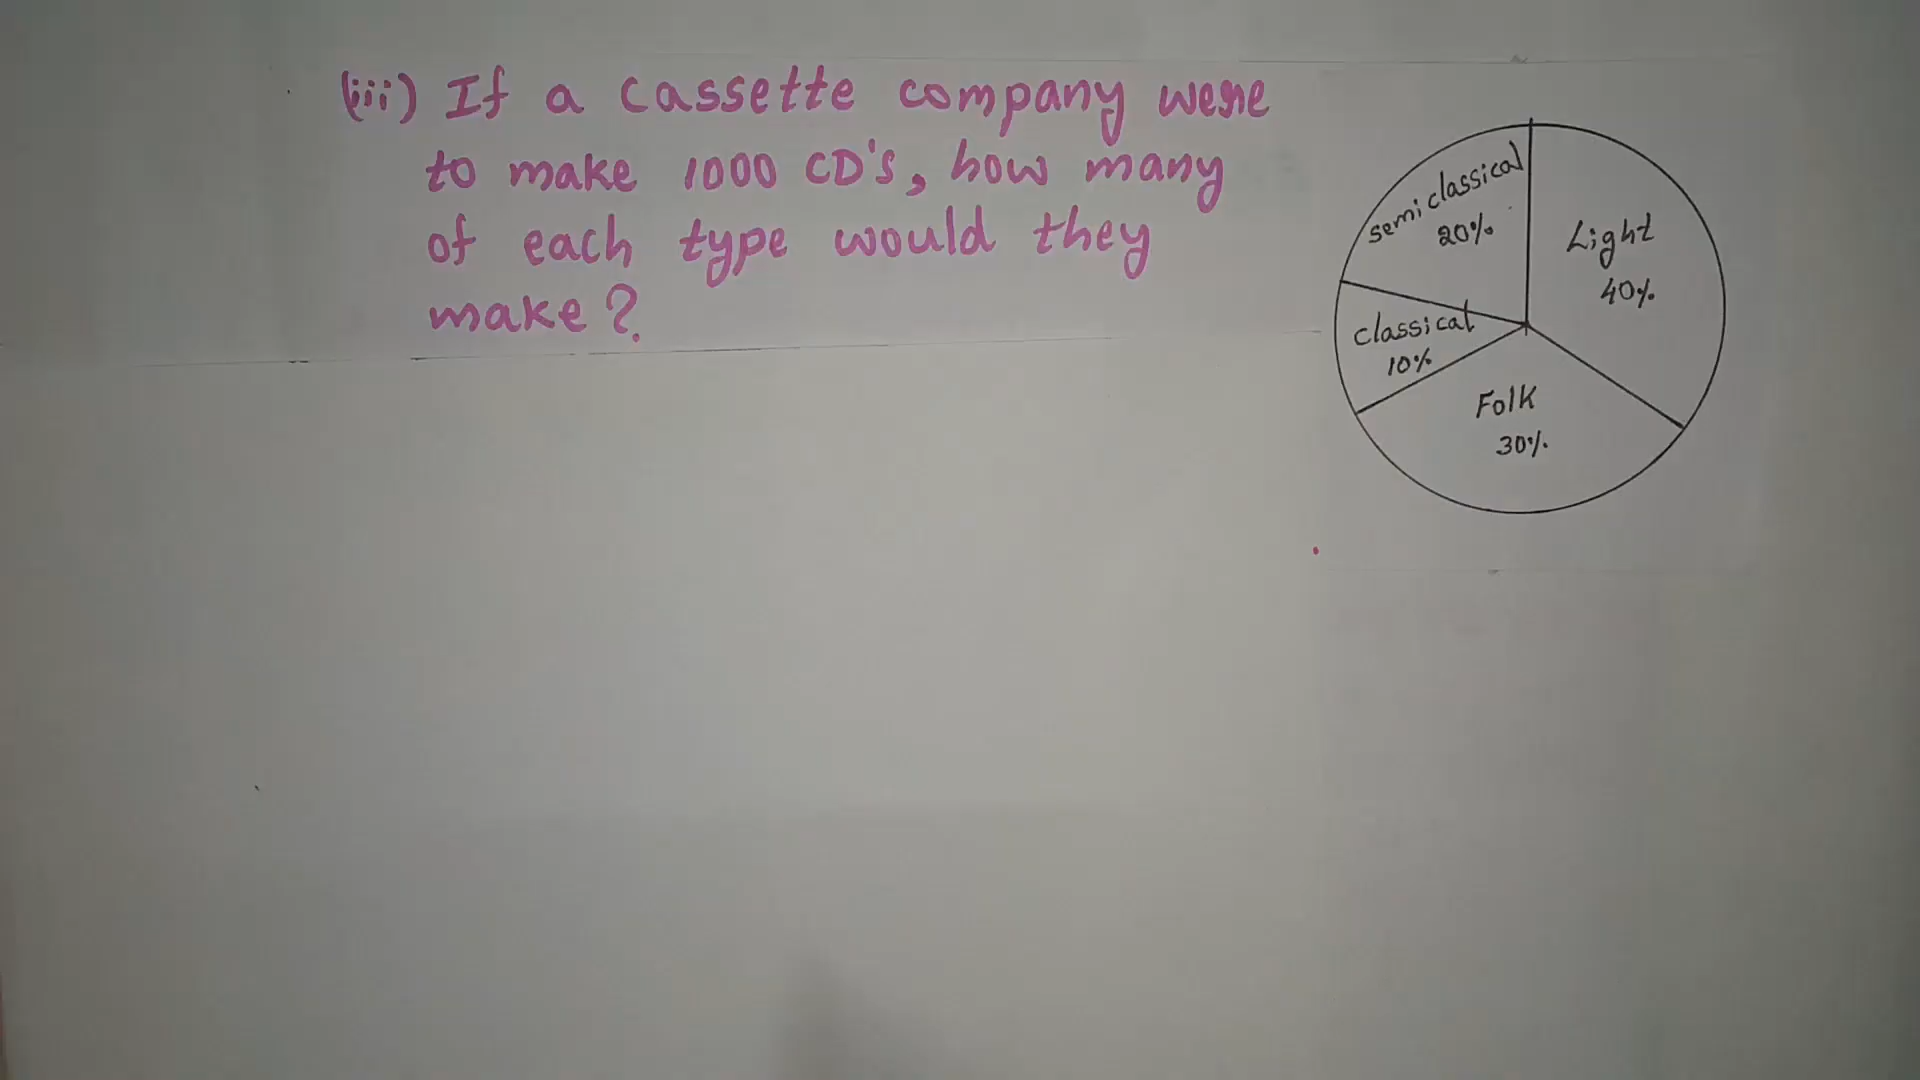 (iii) If a cassette company were
to make 1000 CD's, how many
of each type would they
make?
semi classical
20%
Light
40%
classical
10%
Folk
30%